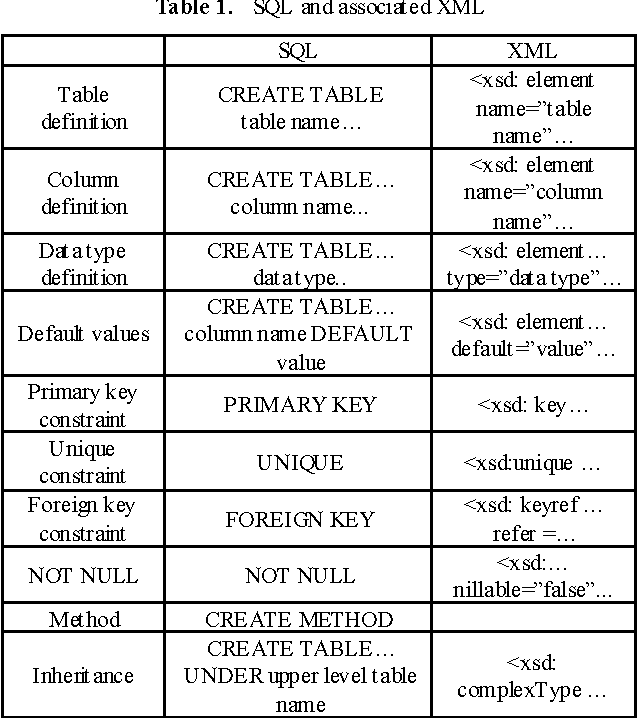 Table 1. SQL and associated XML
SQL XML
Table
definition
CREATE TABLE
table name…
<xsd: element
name=”table
name”…
Column
definition
CREATE TABLE…
column name...
<xsd: element
name=”column
name”…
Data type
definition
CREATE TABLE…
data type..
<xsd: element…
type=”data type”…
Default values
CREATE TABLE…
column name DEFAULT
value
<xsd: element…
default=”value”…
Primary key
constraint
PRIMARY KEY
<xsd: key…
Unique
constraint
UNIQUE
<xsd:unique …
Foreign key
constraint
FOREIGN KEY
<xsd: keyref …
refer =…
NOT NULL
NOT NULL
<xsd:…
nillable=”false”...
Method
CREATE METHOD
Inheritance
CREATE TABLE…
UNDER upper level table
name
<xsd:
complexType …